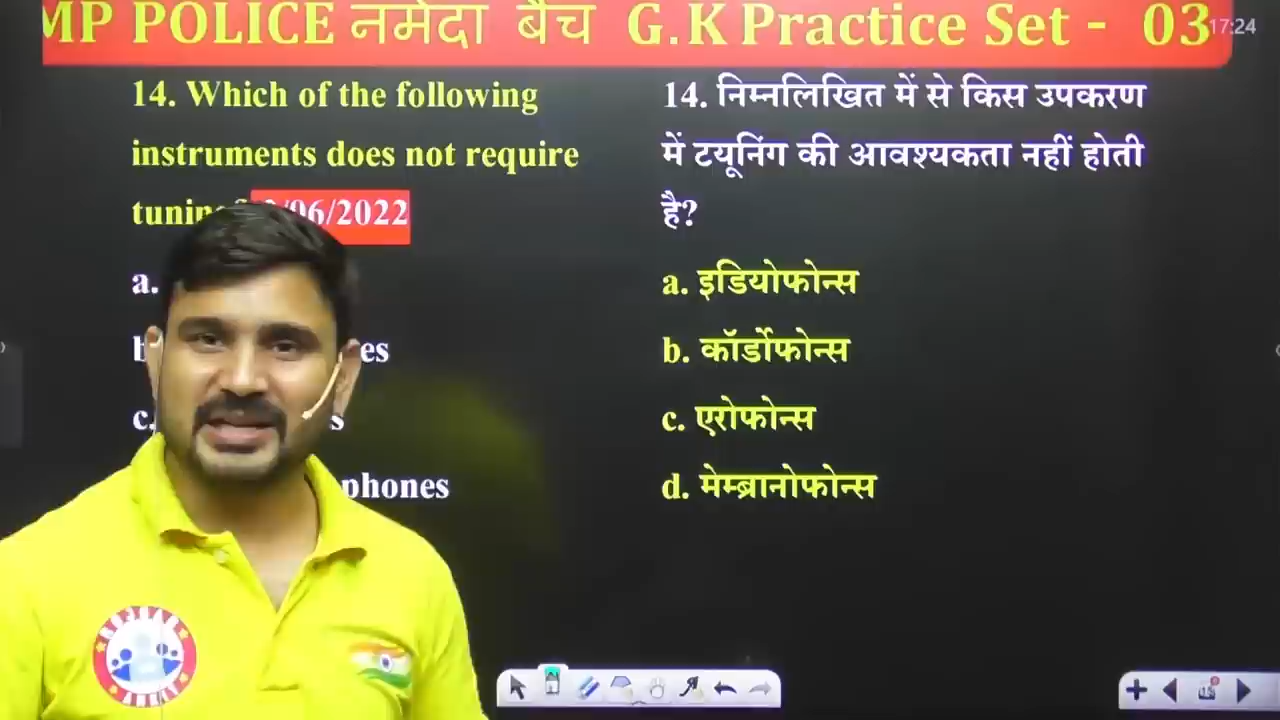 MP POLICE नर्मदा बैच G.K Practice Set - 03
17:24
14. Which of the following
instruments does not require
/06/2022
a.
es
c.
s
phones
14. निम्नलिखित में से किस उपकरण
में टयूनिंग की आवश्यकता नहीं होती
है?
a. इडियोफोन्स
b. कॉर्डोफोन्स
c. एरोफोन्स
d. मेम्ब्रानोफोन्स